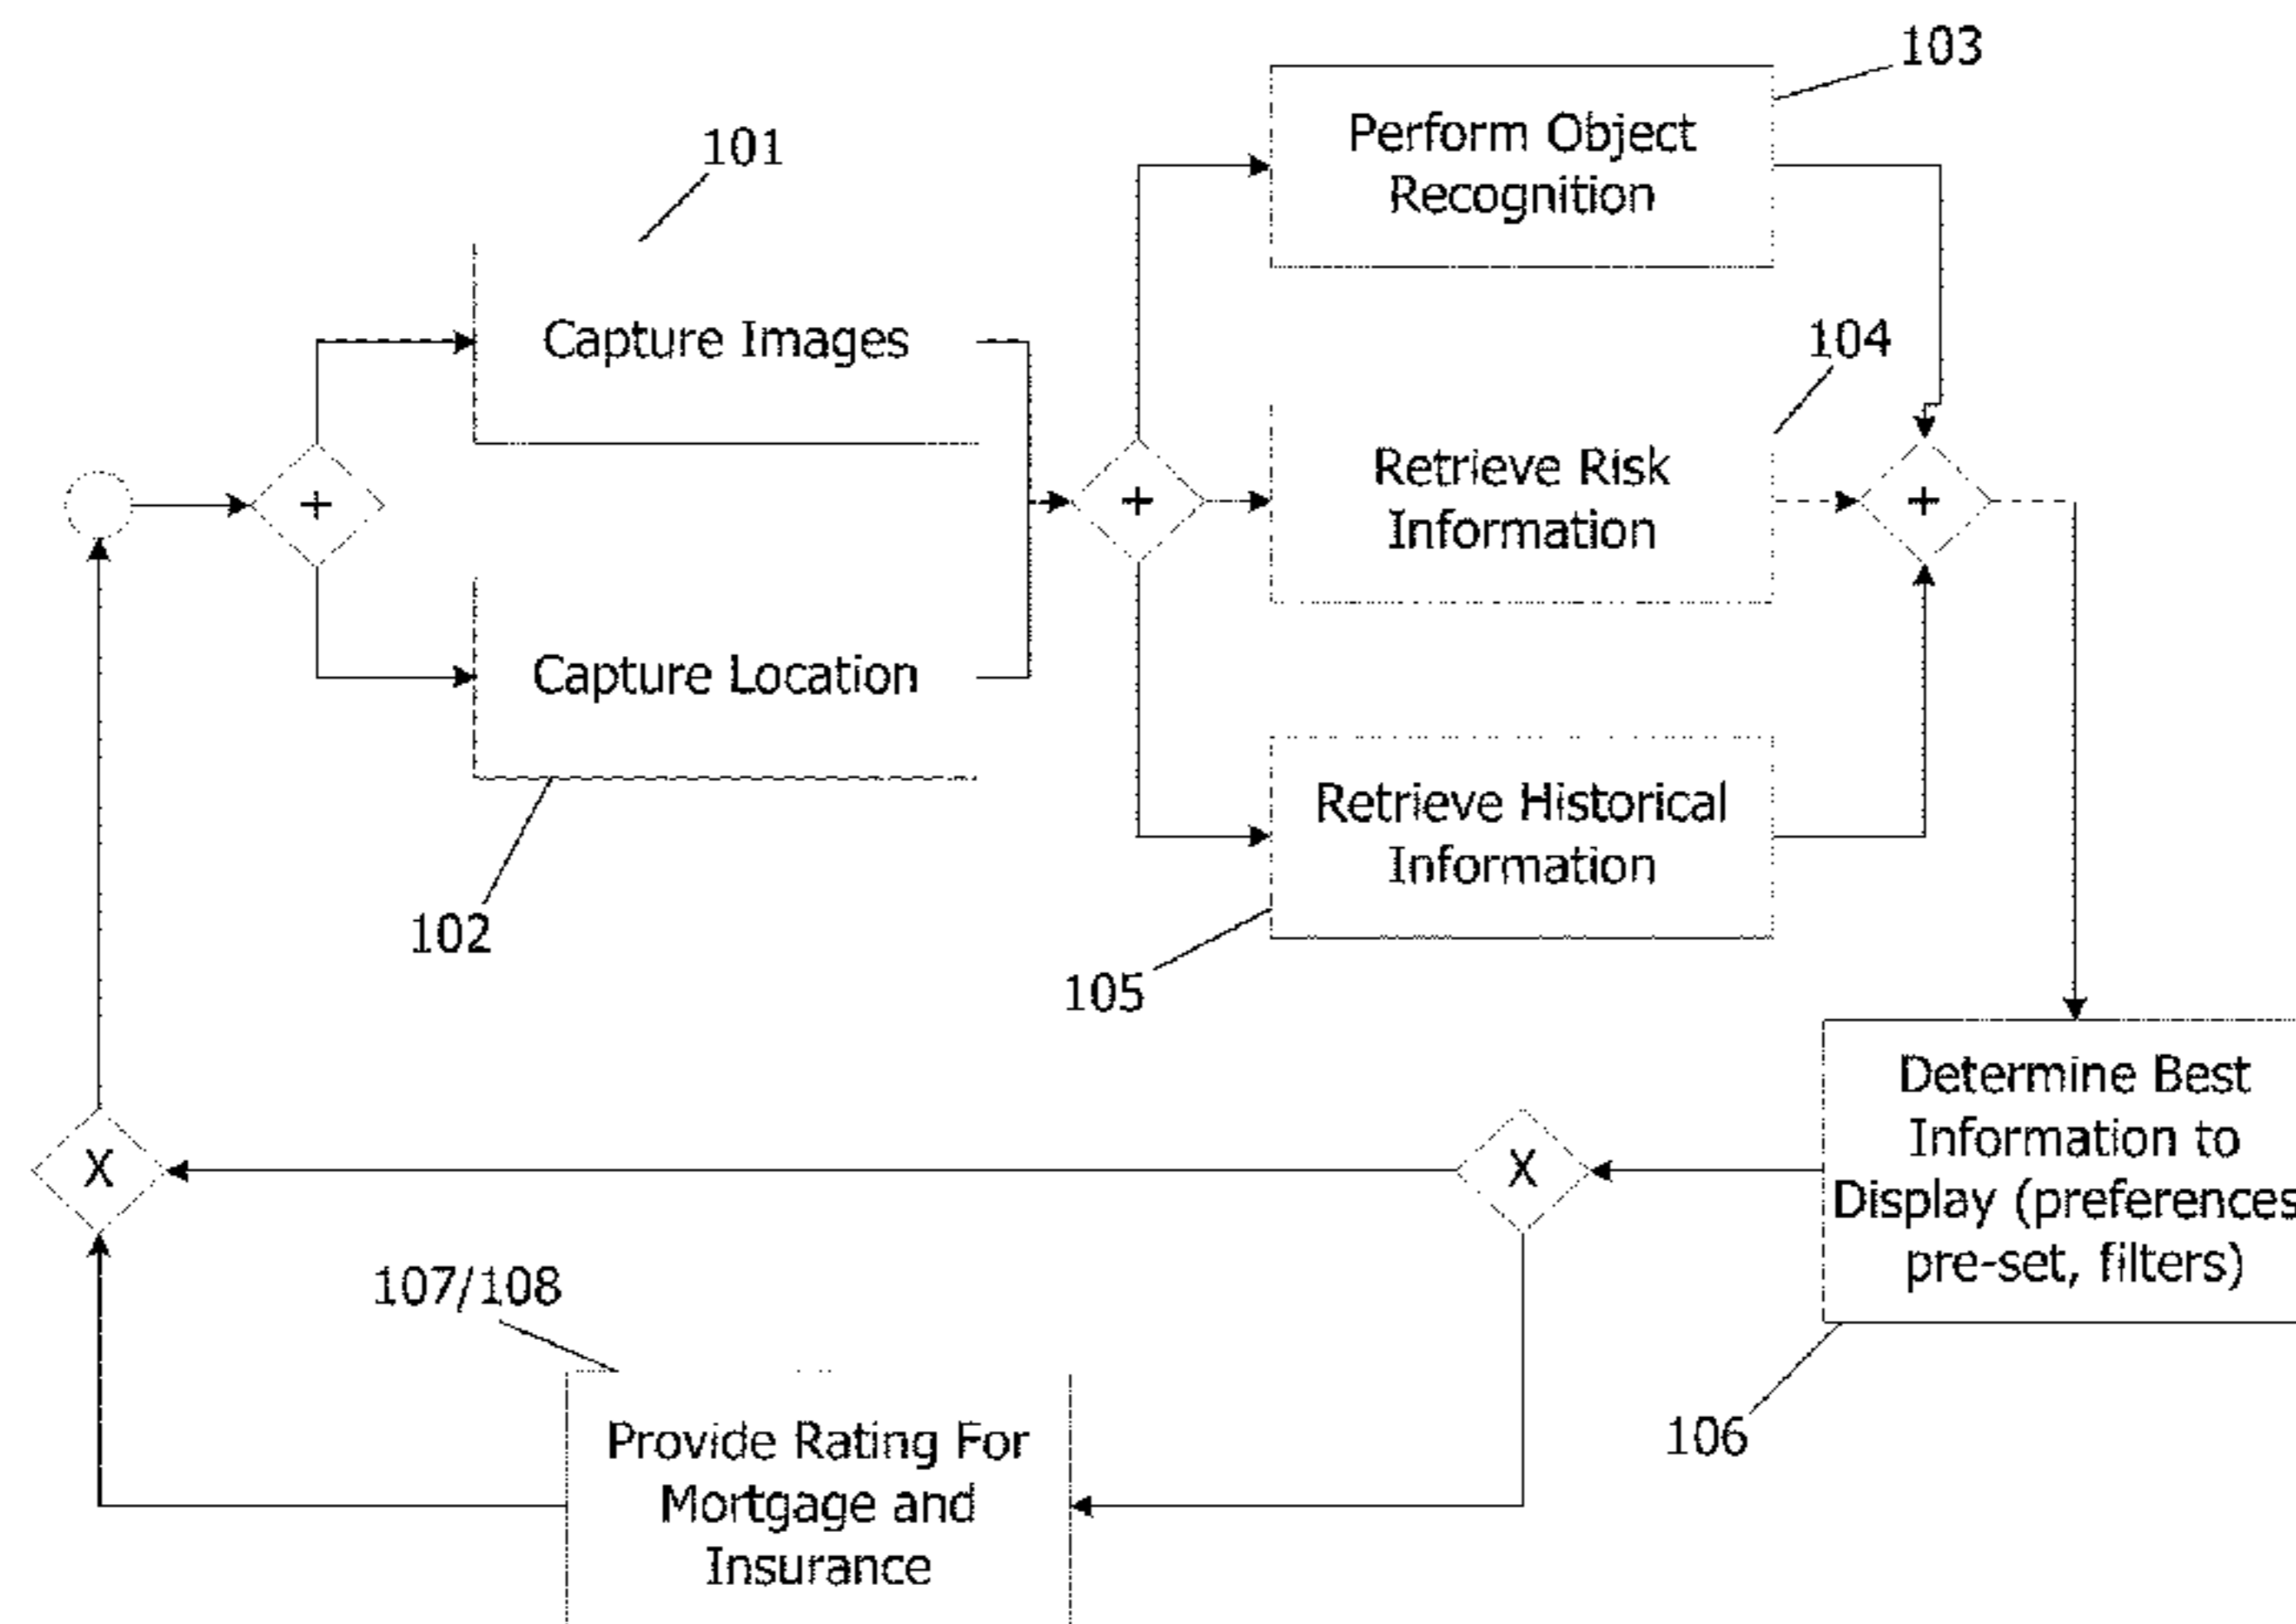 103
Perform Object
Recognition
101
Capture Images
104
Retrieve Risk
Information
+
+
+
Capture Location
Retrieve Historical
Information
102
105
Determine Best
Information to
Display (preferences
pre-set, filters)
X
X
107/108
106
Provide Rating For
Mortgage and
Insurance